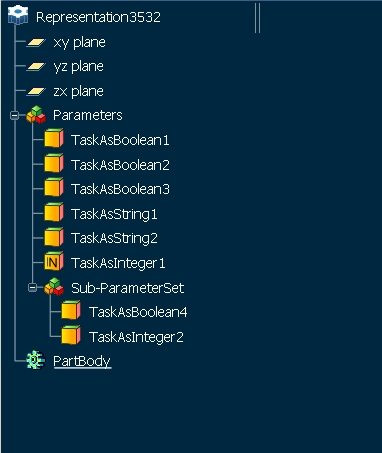 Representation3532
xy plane
yz plane
zx plane
Parameters
TaskAsBoolean1
TaskAsBoolean2
TaskAsBoolean3
TaskAsString1
TaskAsString2
TaskAsInteger1
Sub-ParameterSet
TaskAsBoolean4
TaskAsInteger2
PartBody